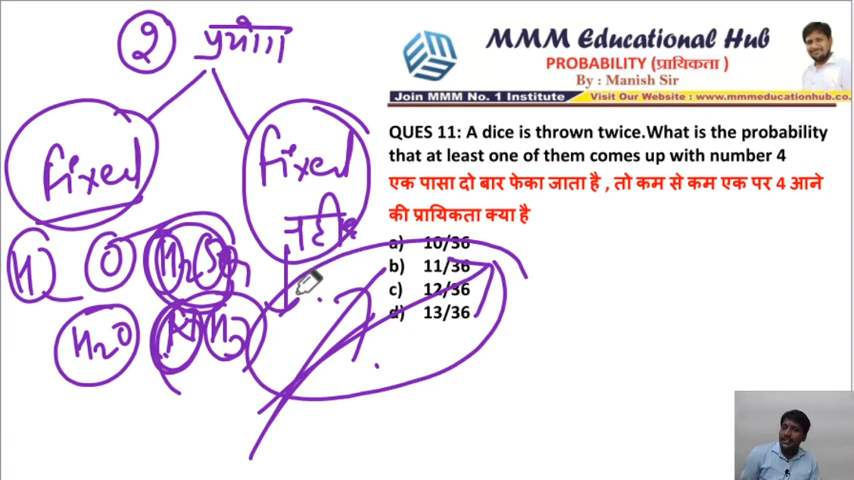 2 प्रयोग
fixed
fixed
नही
H O H2SO4
H2O NH3
MMM Educational Hub
PROBABILITY (प्रायिकता )
By : Manish Sir
Join MMM No. 1 Institute Visit Our Website : www.mmmeducationhub.co.
QUES 11: A dice is thrown twice.What is the probability
that at least one of them comes up with number 4
एक पासा दो बार फेका जाता है , तो कम से कम एक पर 4 आने
की प्रायिकता क्या है
a) 10/36
b) 11/36
c) 12/36
d) 13/36